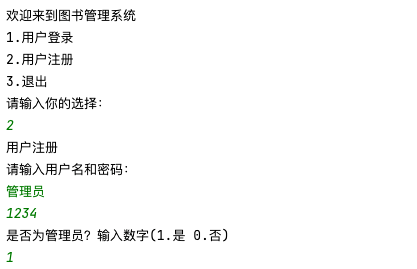 欢迎来到图书管理系统
1.用户登录
2.用户注册
3.退出
请输入你的选择:
2
用户注册
请输入用户名和密码:
管理员
1234
是否为管理员? 输入数字(1.是 0.否)
1